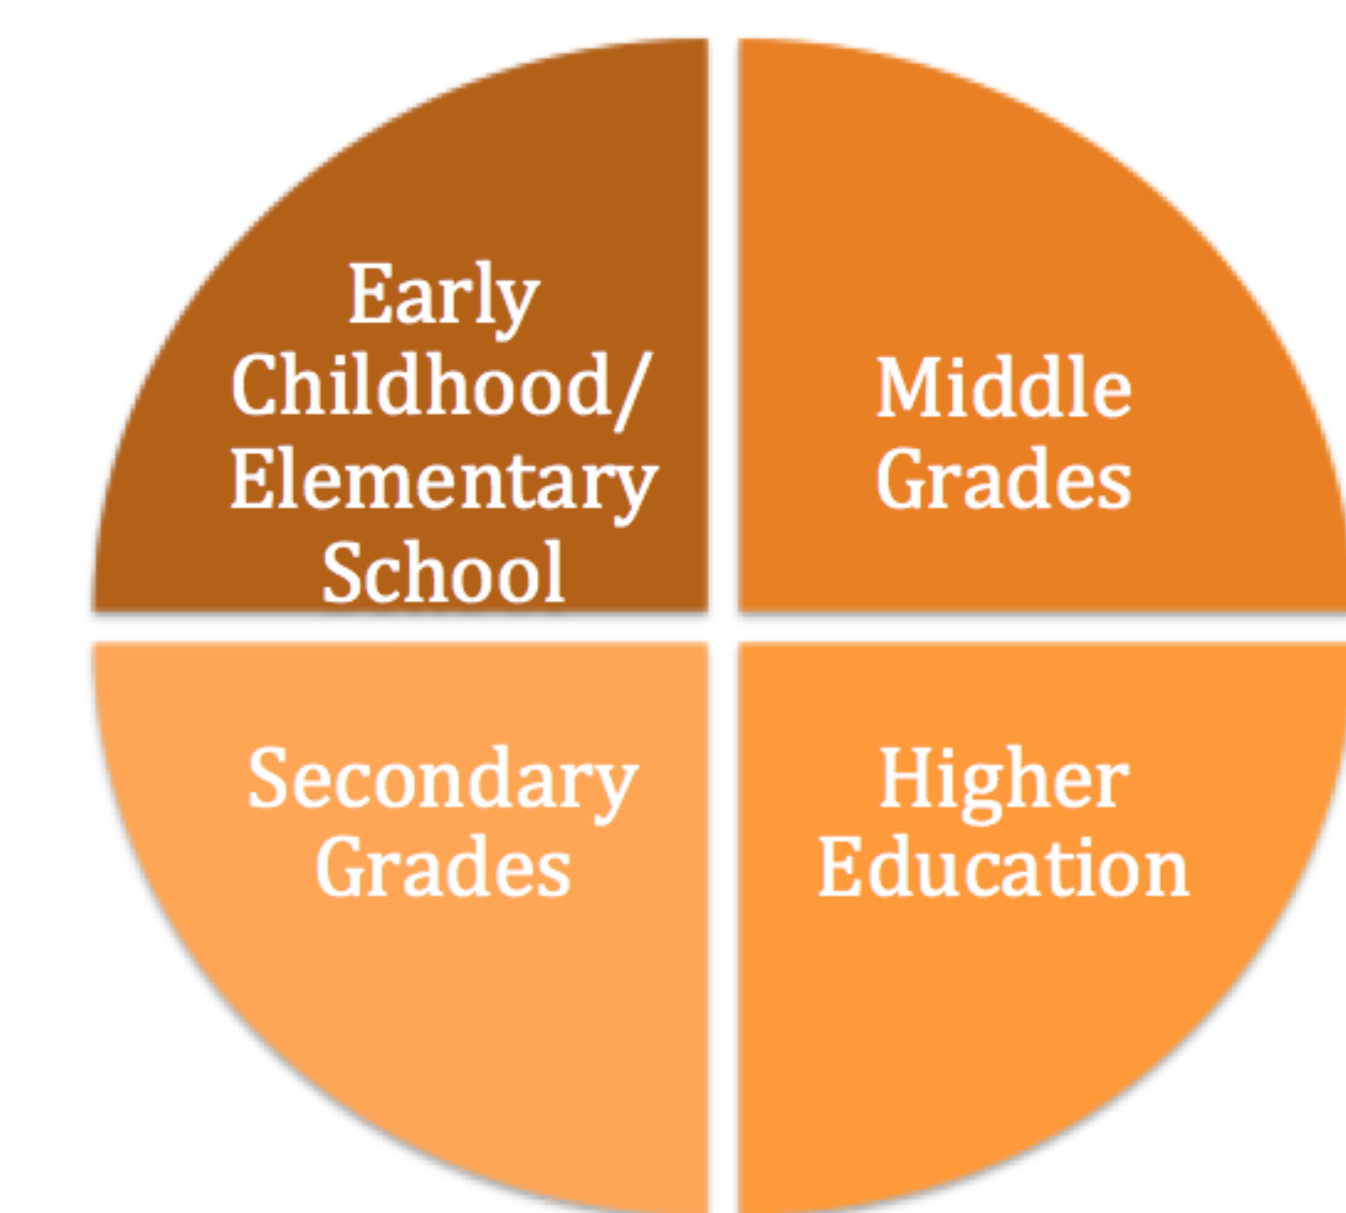 Early
Childhood/
Elementary
School
Middle
Grades
Secondary
Grades
Higher
Education